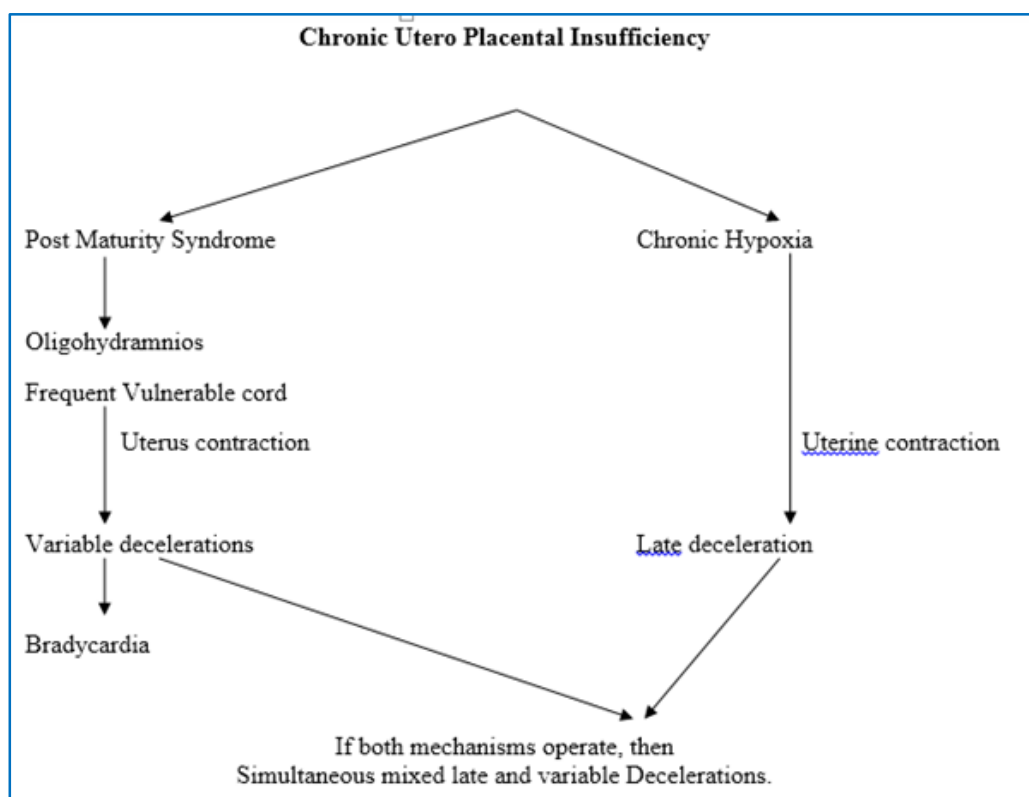 Chronic Utero Placental Insufficiency
Post Maturity Syndrome
Chronic Hypoxia
Oligohydramnios
Frequent Vulnerable cord
Uterus contraction
Uterine contraction
Variable decelerations
Late deceleration
Bradycardia
If both mechanisms operate, then
Simultaneous mixed late and variable Decelerations.